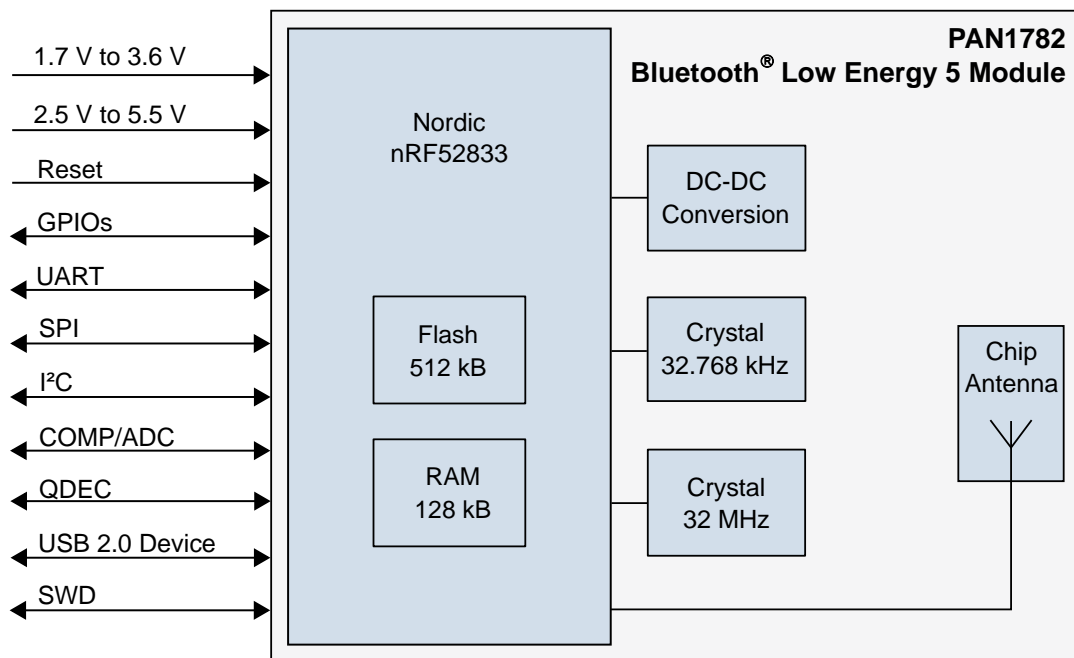 PAN1782
Bluetooth® Low Energy 5 Module
1.7 V to 3.6 V
2.5 V to 5.5 V
Reset
GPIOs
UART
SPI
I²C
COMP/ADC
QDEC
USB 2.0 Device
SWD
Nordic
nRF52833
Flash
512 kB
RAM
128 kB
DC-DC
Conversion
Crystal
32.768 kHz
Crystal
32 MHz
Chip
Antenna